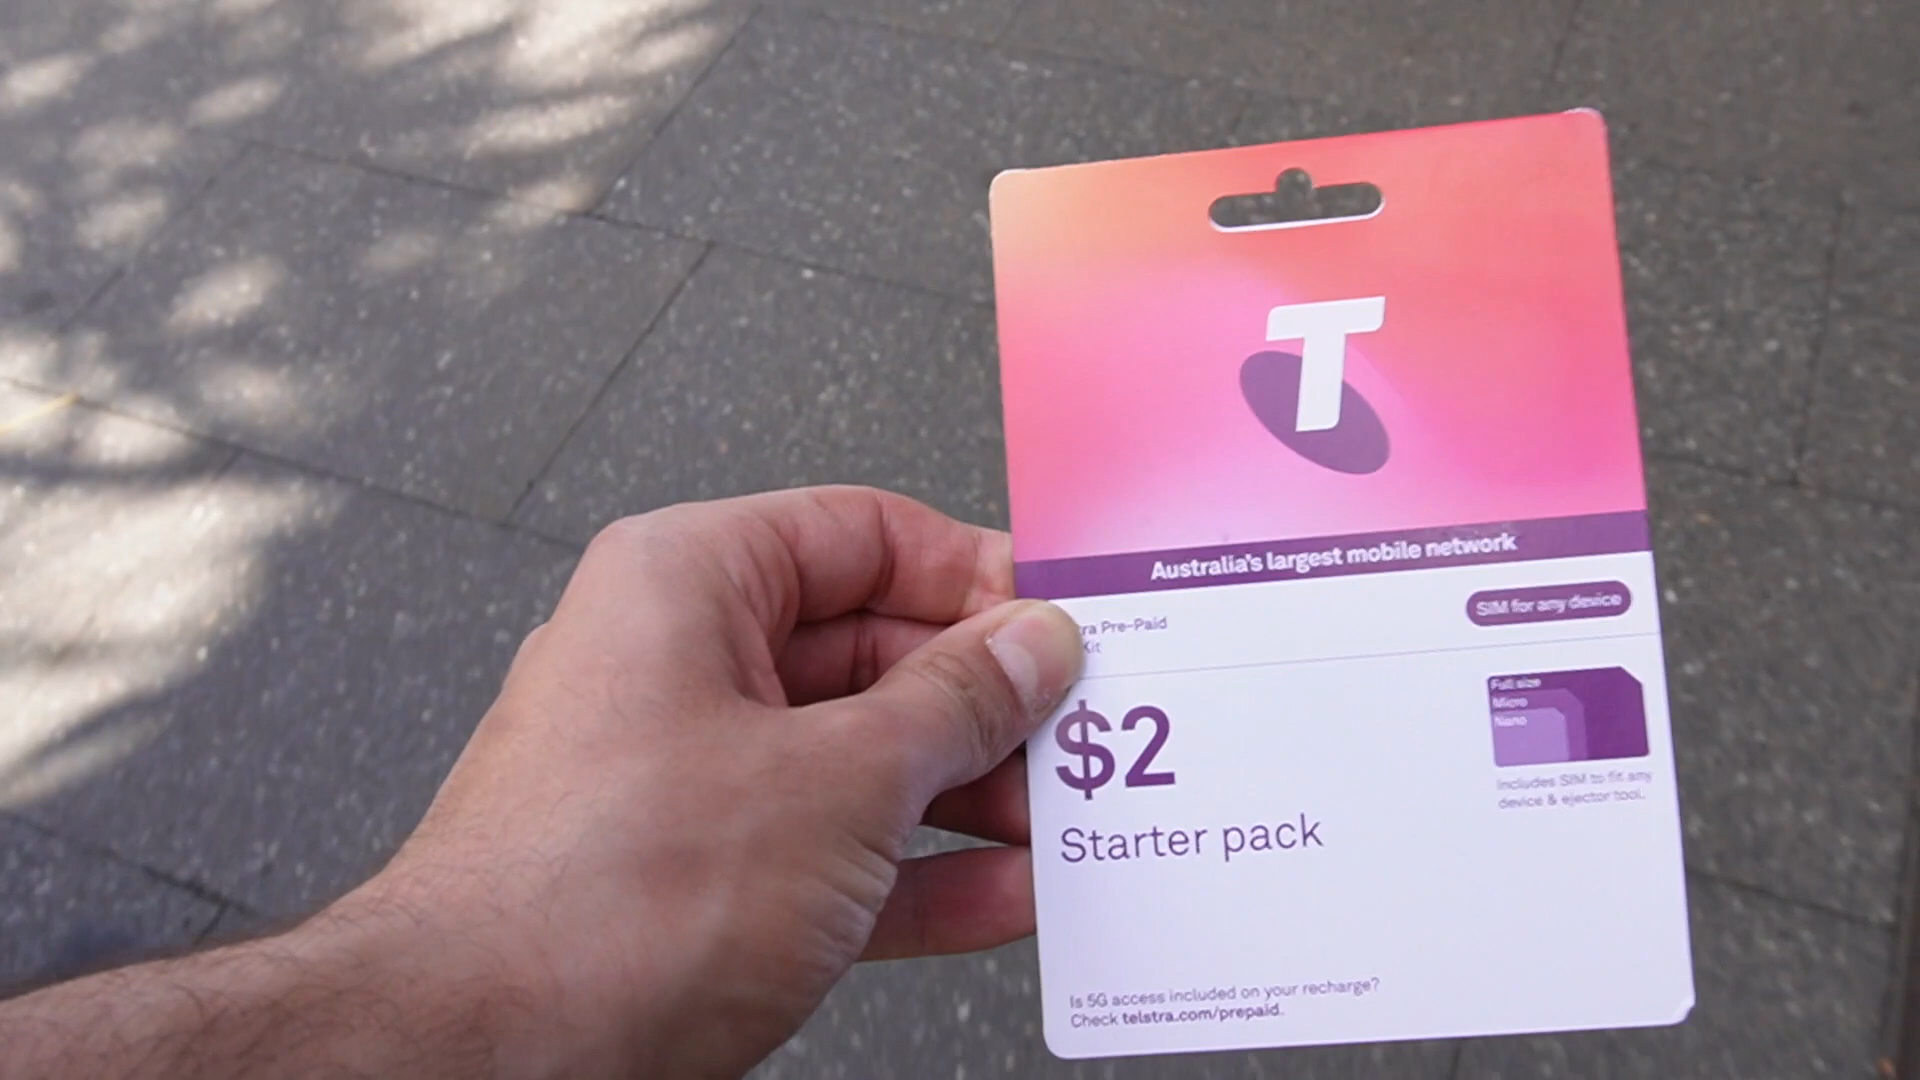 T
Australia's largest mobile network
tra Pre-Paid
Kit
SIM for any device
$2
Starter pack
Full size
Micro
Nano
Includes SIM to fit any
device & ejector tool.
Is 5G access included on your recharge?
Check telstra.com/prepaid.